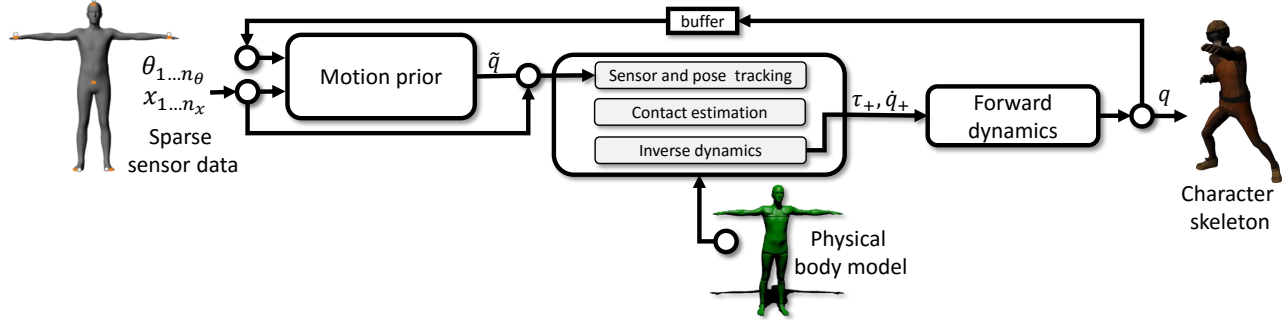 buffer
θ₁…ₙ_θ
x₁…ₙₓ
Sparse
sensor data
Motion prior
q̃
Sensor and pose tracking
Contact estimation
Inverse dynamics
τ₊, q̇₊
Forward
dynamics
q
Physical
body model
Character
skeleton